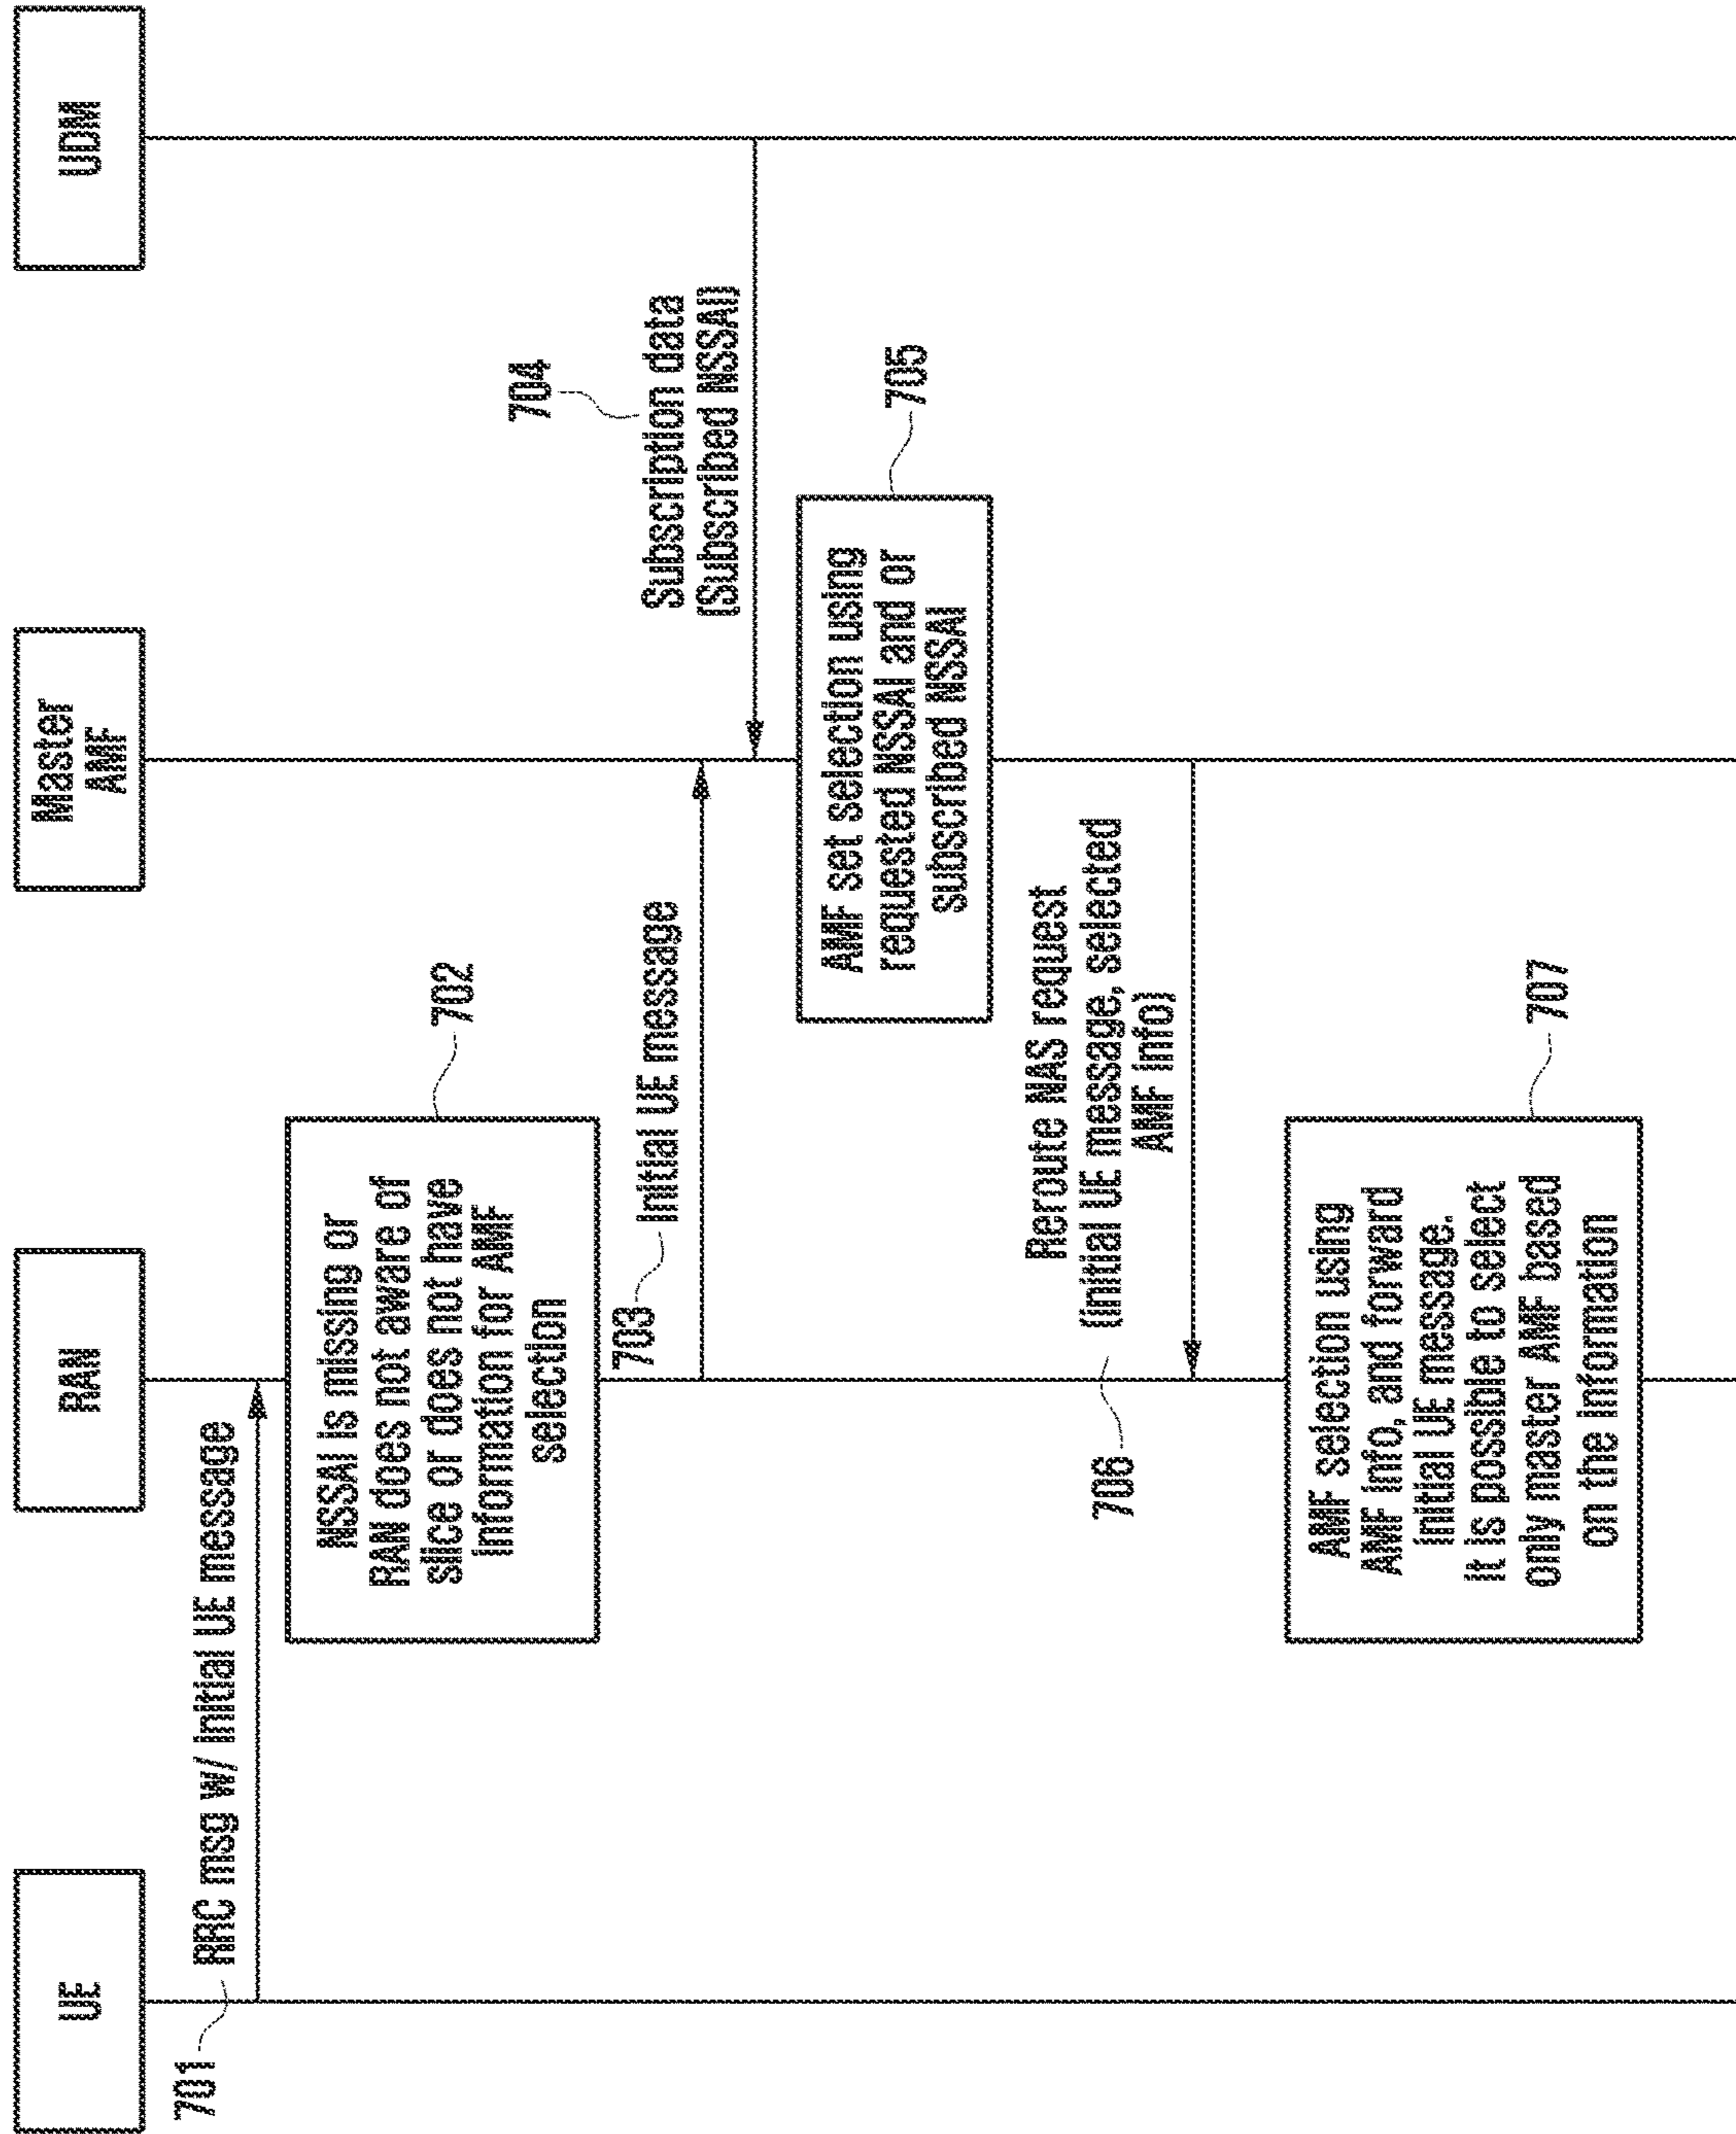 UE
RAN
Master
AMF
UDM
701
RRC msg w/ initial UE message
702
NSSAI is missing or
RAN does not aware of
slice or does not have
information for AMF
selection
703
Initial UE message
704
Subscription data
(Subscribed NSSAI)
705
AMF set selection using
requested NSSAI and or
subscribed NSSAI
706
Reroute NAS request
(initial UE message, selected
AMF info)
707
AMF selection using
AMF info, and forward
initial UE message.
It is possible to select
only master AMF based
on the information